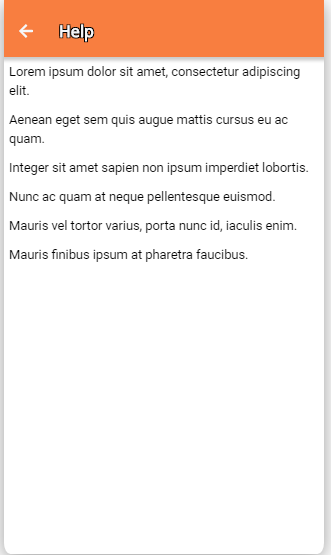 Help
Lorem ipsum dolor sit amet, consectetur adipiscing
elit.
Aenean eget sem quis augue mattis cursus eu ac
quam.
Integer sit amet sapien non ipsum imperdiet lobortis.
Nunc ac quam at neque pellentesque euismod.
Mauris vel tortor varius, porta nunc id, iaculis enim.
Mauris finibus ipsum at pharetra faucibus.